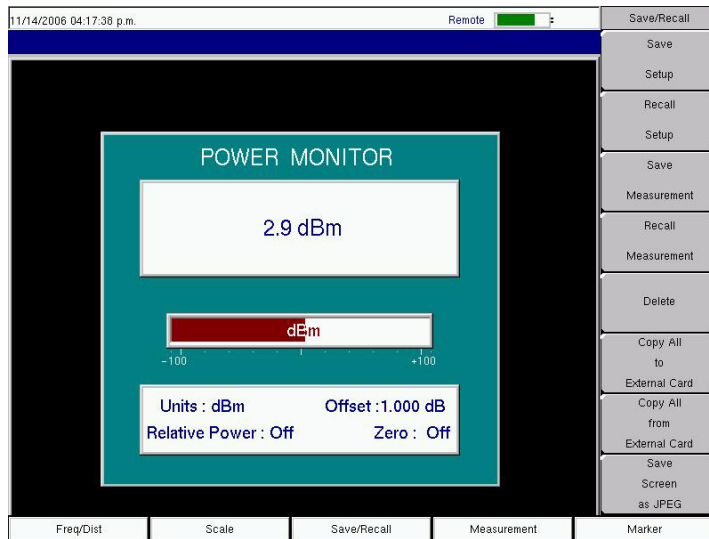 11/14/2006 04:17:38 p.m.
Remote
Save/Recall
Save
Setup
Recall
Setup
Save
Measurement
Recall
Measurement
Delete
Copy All
to
External Card
Copy All
from
External Card
Save
Screen
as JPEG
POWER MONITOR
2.9 dBm
dBm
-100
+100
Units : dBm Offset :1.000 dB
Relative Power : Off Zero : Off
Freq/Dist Scale Save/Recall Measurement Marker